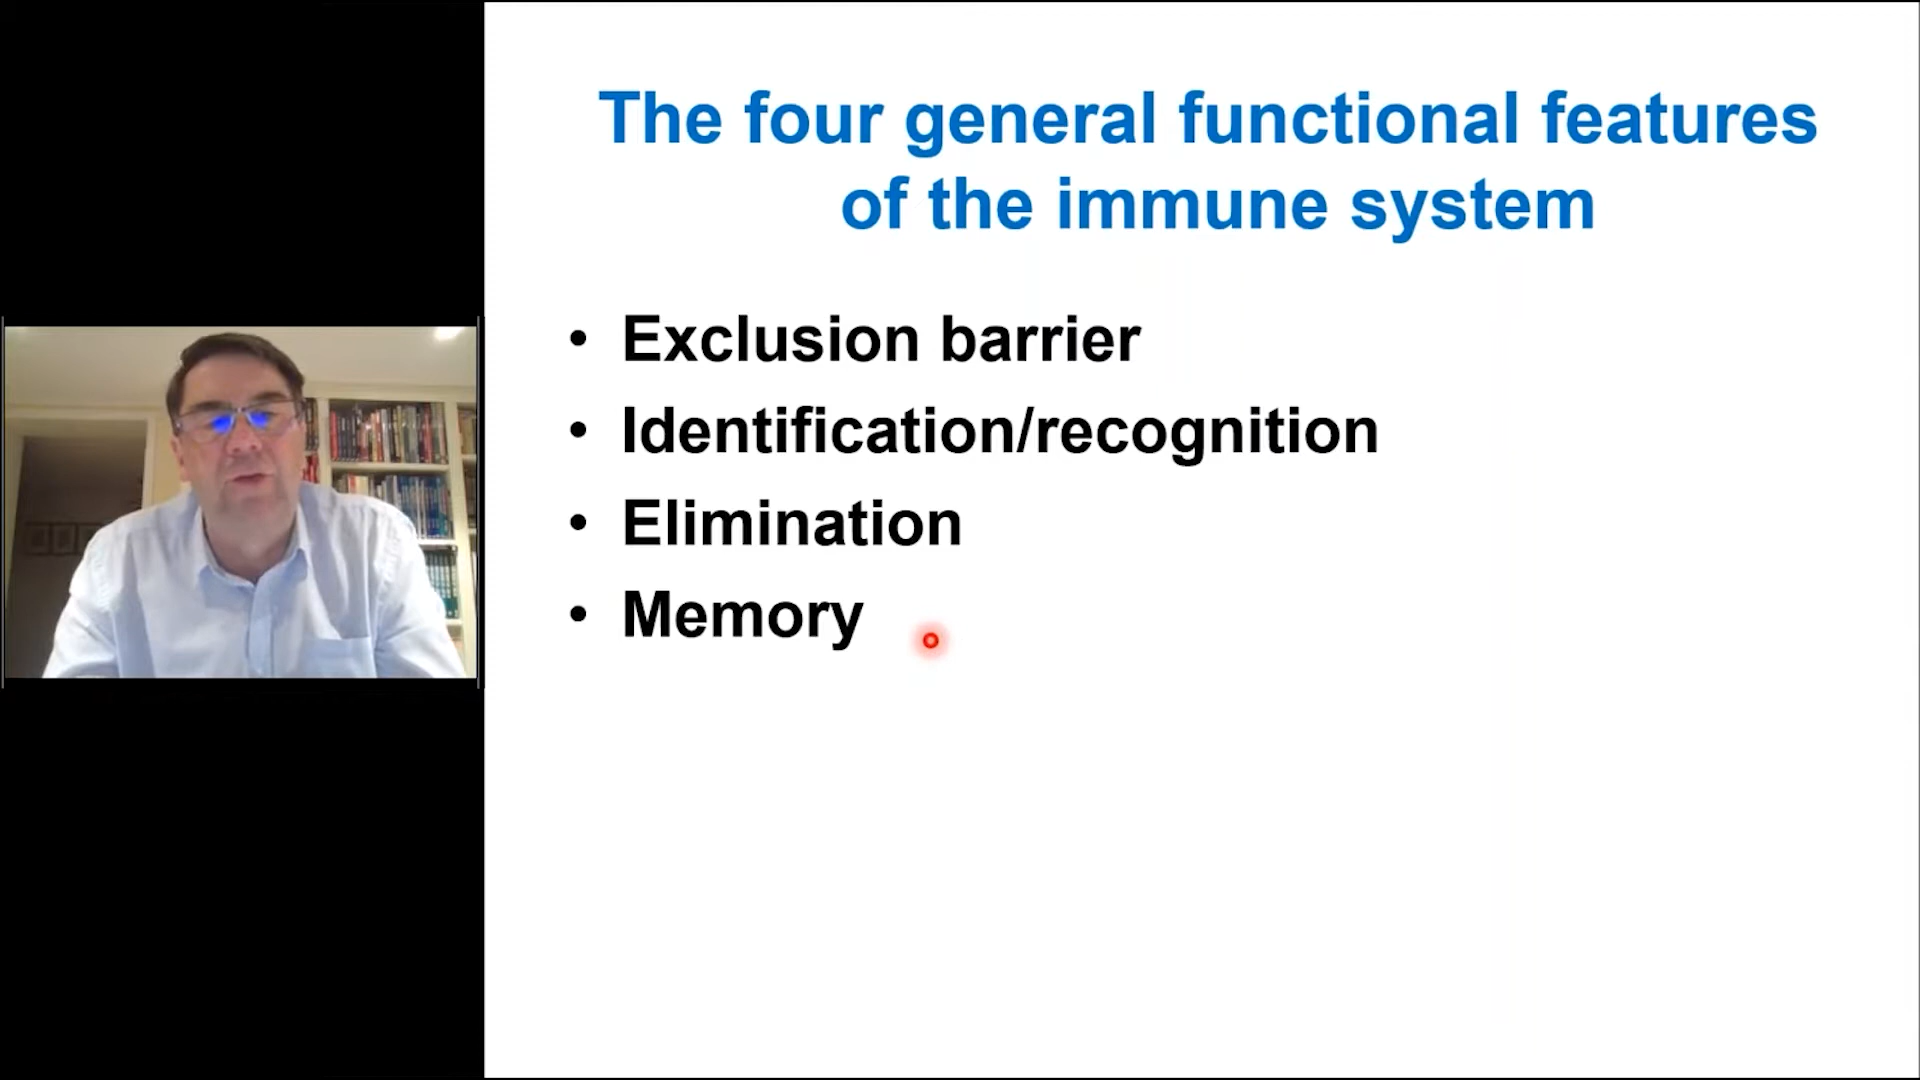 The four general functional features
of the immune system
• Exclusion barrier
• Identification/recognition
• Elimination
• Memory